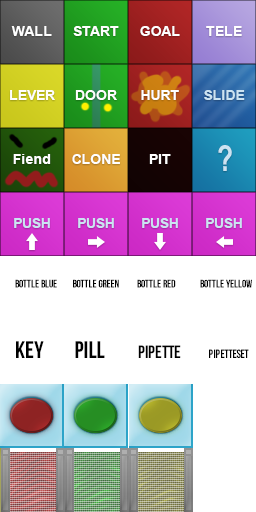 WALL START GOAL TELE
LEVER DOOR HURT SLIDE
Fiend CLONE PIT ?
PUSH PUSH PUSH PUSH
BOTTLE BLUE BOTTLE GREEN BOTTLE RED BOTTLE YELLOW
KEY PILL PIPETTE PIPETTESET